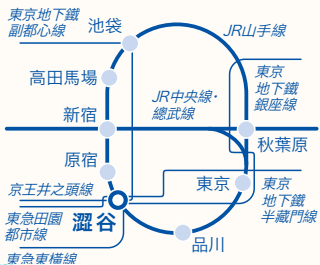 東京地下鐵
副都心線
池袋
JR山手線
高田馬場
東京
地下鐵
銀座線
JR中央線·
總武線
新宿
秋葉原
原宿
京王井之頭線
東京
東京
地下鐵
半藏門線
澀谷
東急田園
都市線
品川
東急東橫線